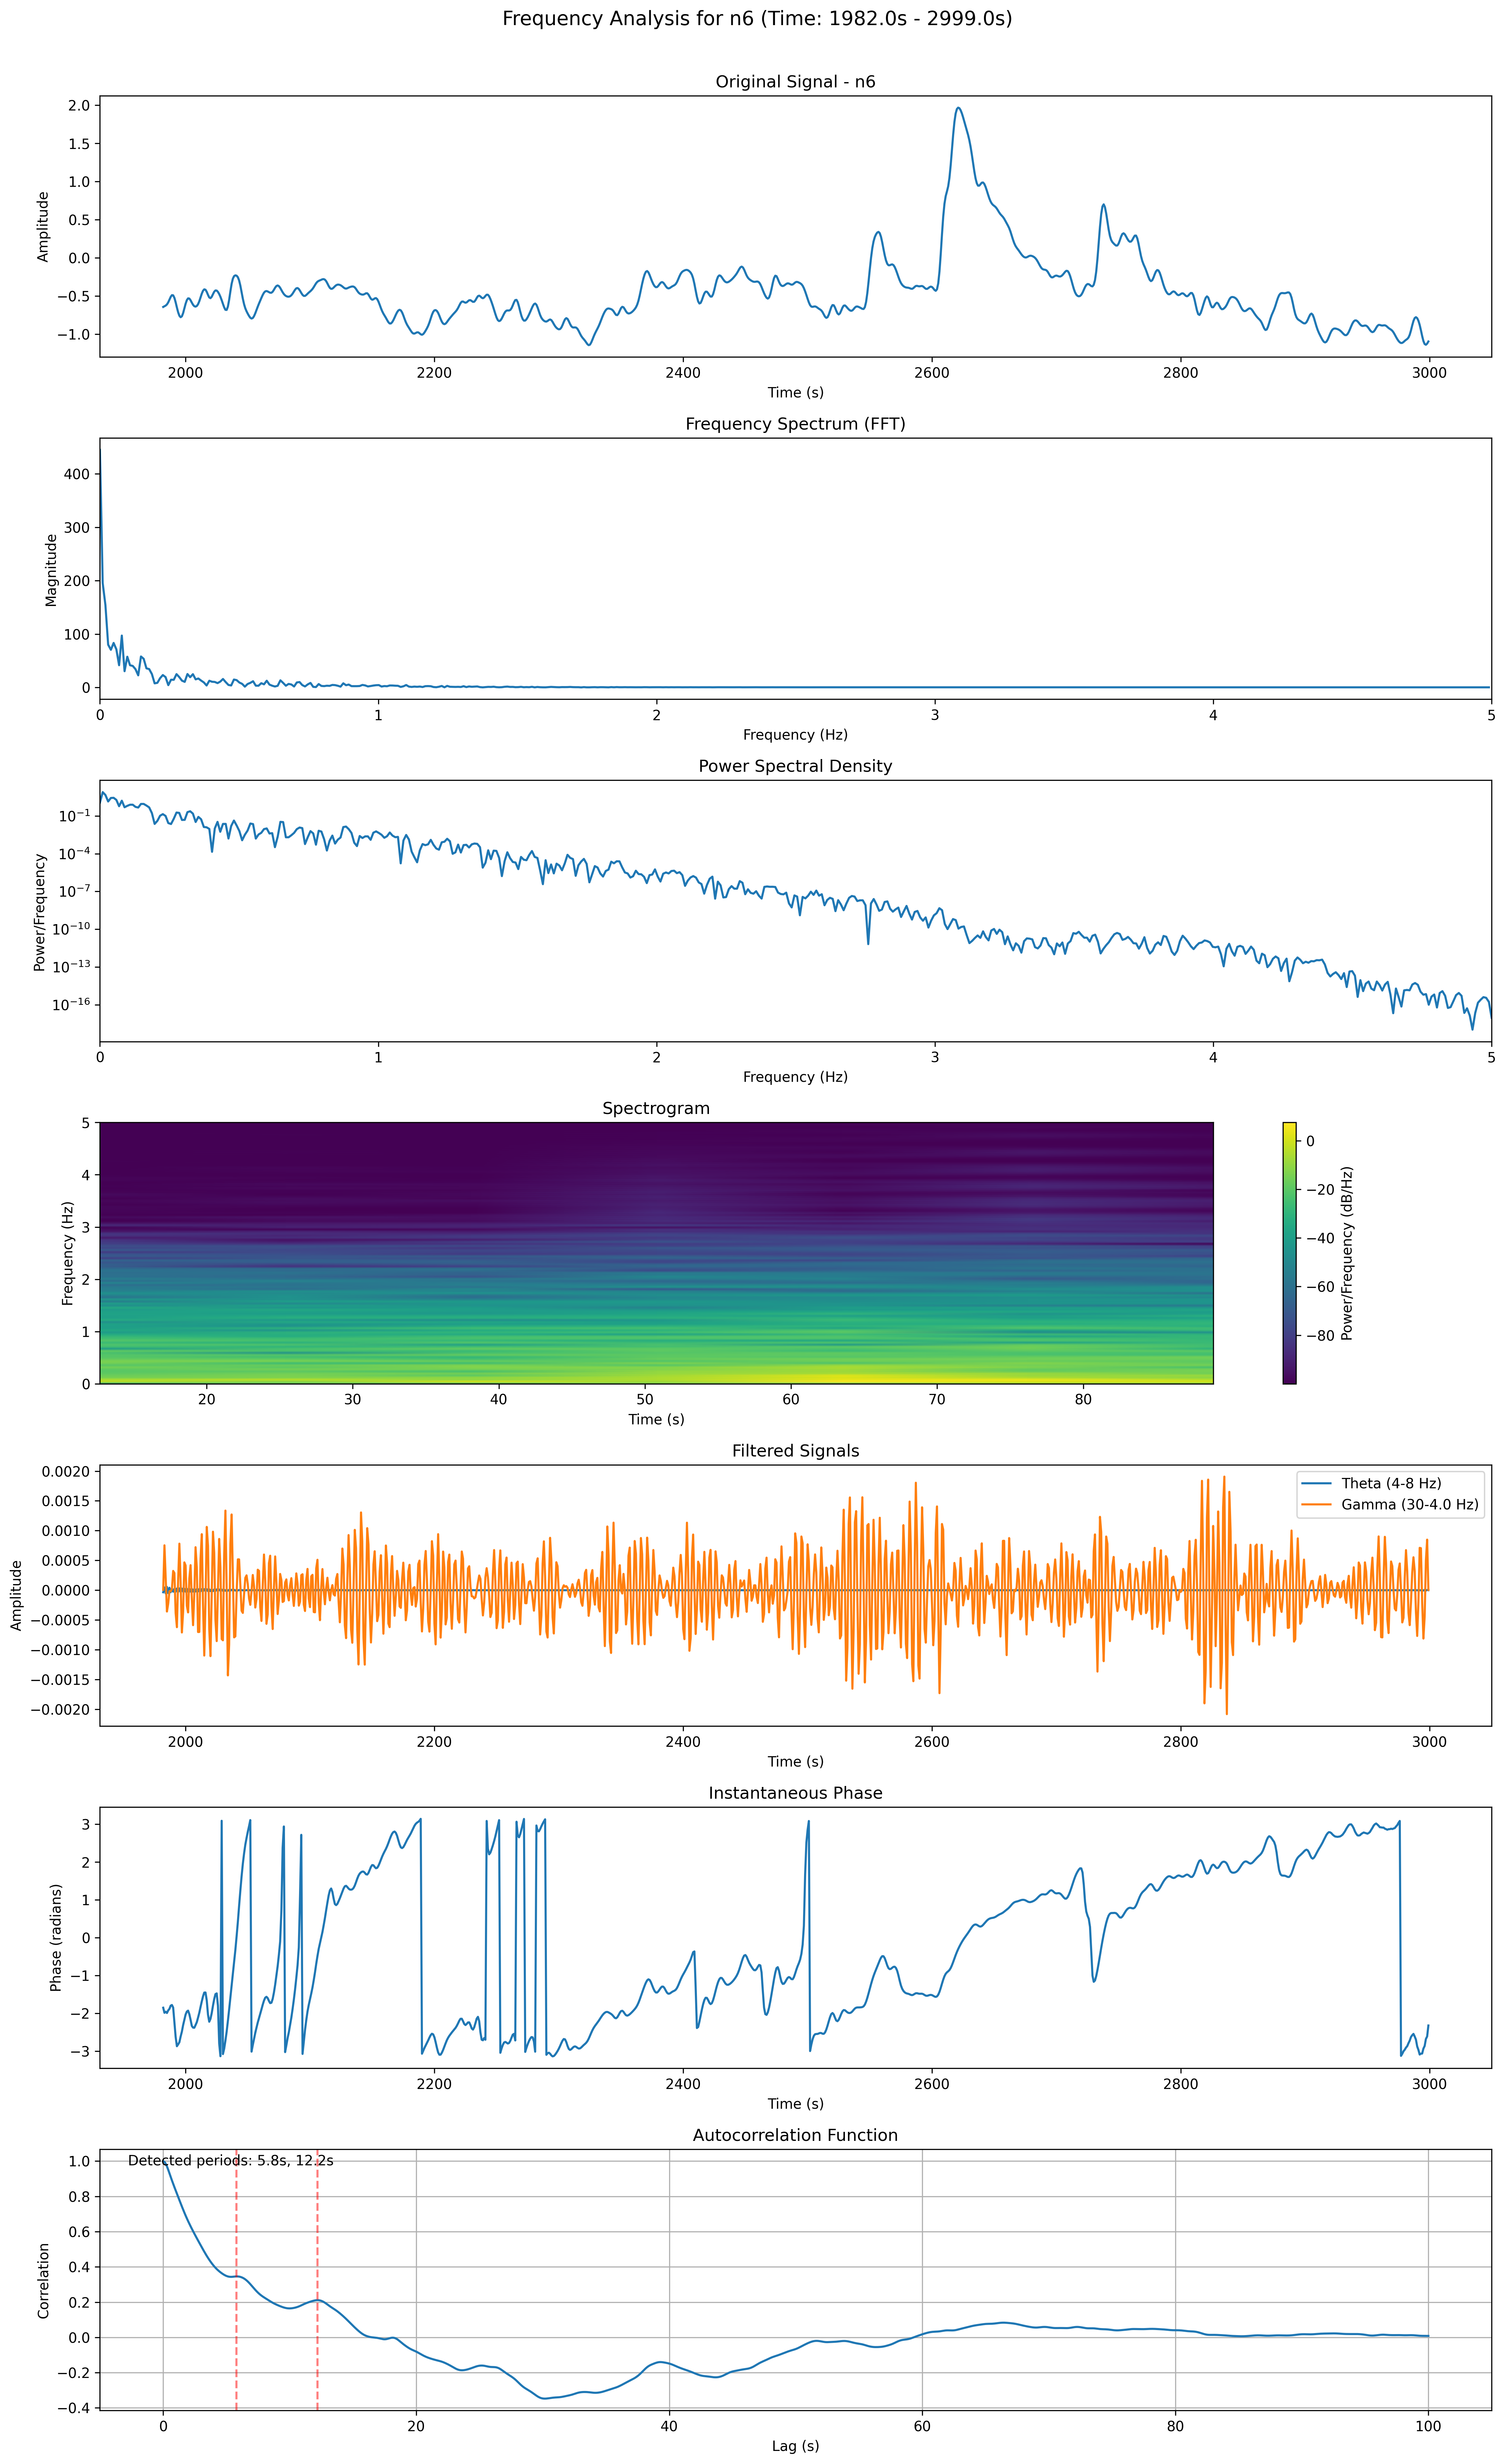 Frequency Analysis for n6 (Time: 1982.0s - 2999.0s)
Original Signal - n6
2.0
1.5
1.0
0.5
0.0
−0.5
−1.0
Amplitude
2000 2200 2400 2600 2800 3000
Time (s)
Frequency Spectrum (FFT)
400
300
200
100
0
Magnitude
0 1 2 3 4 5
Frequency (Hz)
Power Spectral Density
10⁻¹
10⁻⁴
10⁻⁷
10⁻¹⁰
10⁻¹³
10⁻¹⁶
Power/Frequency
0 1 2 3 4 5
Frequency (Hz)
Spectrogram
5
4
3
2
1
0
Frequency (Hz)
20 30 40 50 60 70 80
Time (s)
0
−20
−40
−60
−80
Power/Frequency (dB/Hz)
Filtered Signals
0.0020
0.0015
0.0010
0.0005
0.0000
−0.0005
−0.0010
−0.0015
−0.0020
Amplitude
Theta (4-8 Hz)
Gamma (30-4.0 Hz)
2000 2200 2400 2600 2800 3000
Time (s)
Instantaneous Phase
3
2
1
0
−1
−2
−3
Phase (radians)
2000 2200 2400 2600 2800 3000
Time (s)
Autocorrelation Function
Detected periods: 5.8s, 12.2s
1.0
0.8
0.6
0.4
0.2
0.0
−0.2
−0.4
Correlation
0 20 40 60 80 100
Lag (s)